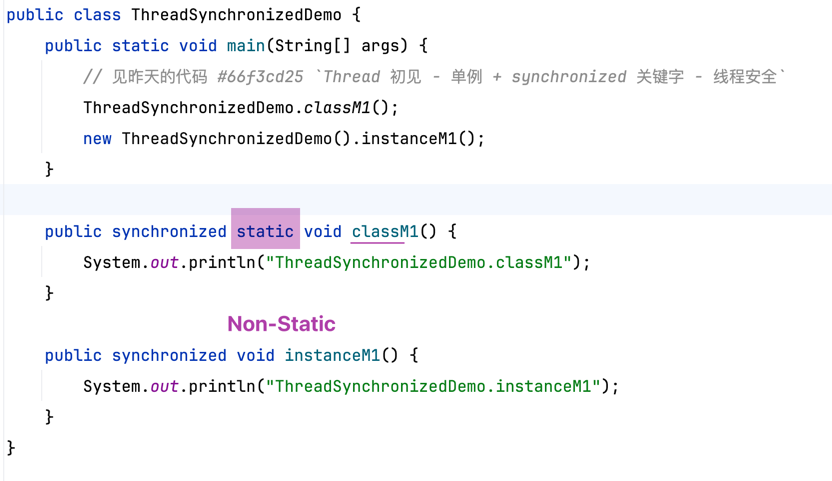 public class ThreadSynchronizedDemo {
    public static void main(String[] args) {
        // 见昨天的代码 #66f3cd25 `Thread 初见 - 单例 + synchronized 关键字 - 线程安全`
        ThreadSynchronizedDemo.classM1();
        new ThreadSynchronizedDemo().instanceM1();
    }
    public synchronized static void classM1() {
        System.out.println("ThreadSynchronizedDemo.classM1");
    }
Non-Static
    public synchronized void instanceM1() {
        System.out.println("ThreadSynchronizedDemo.instanceM1");
    }
}